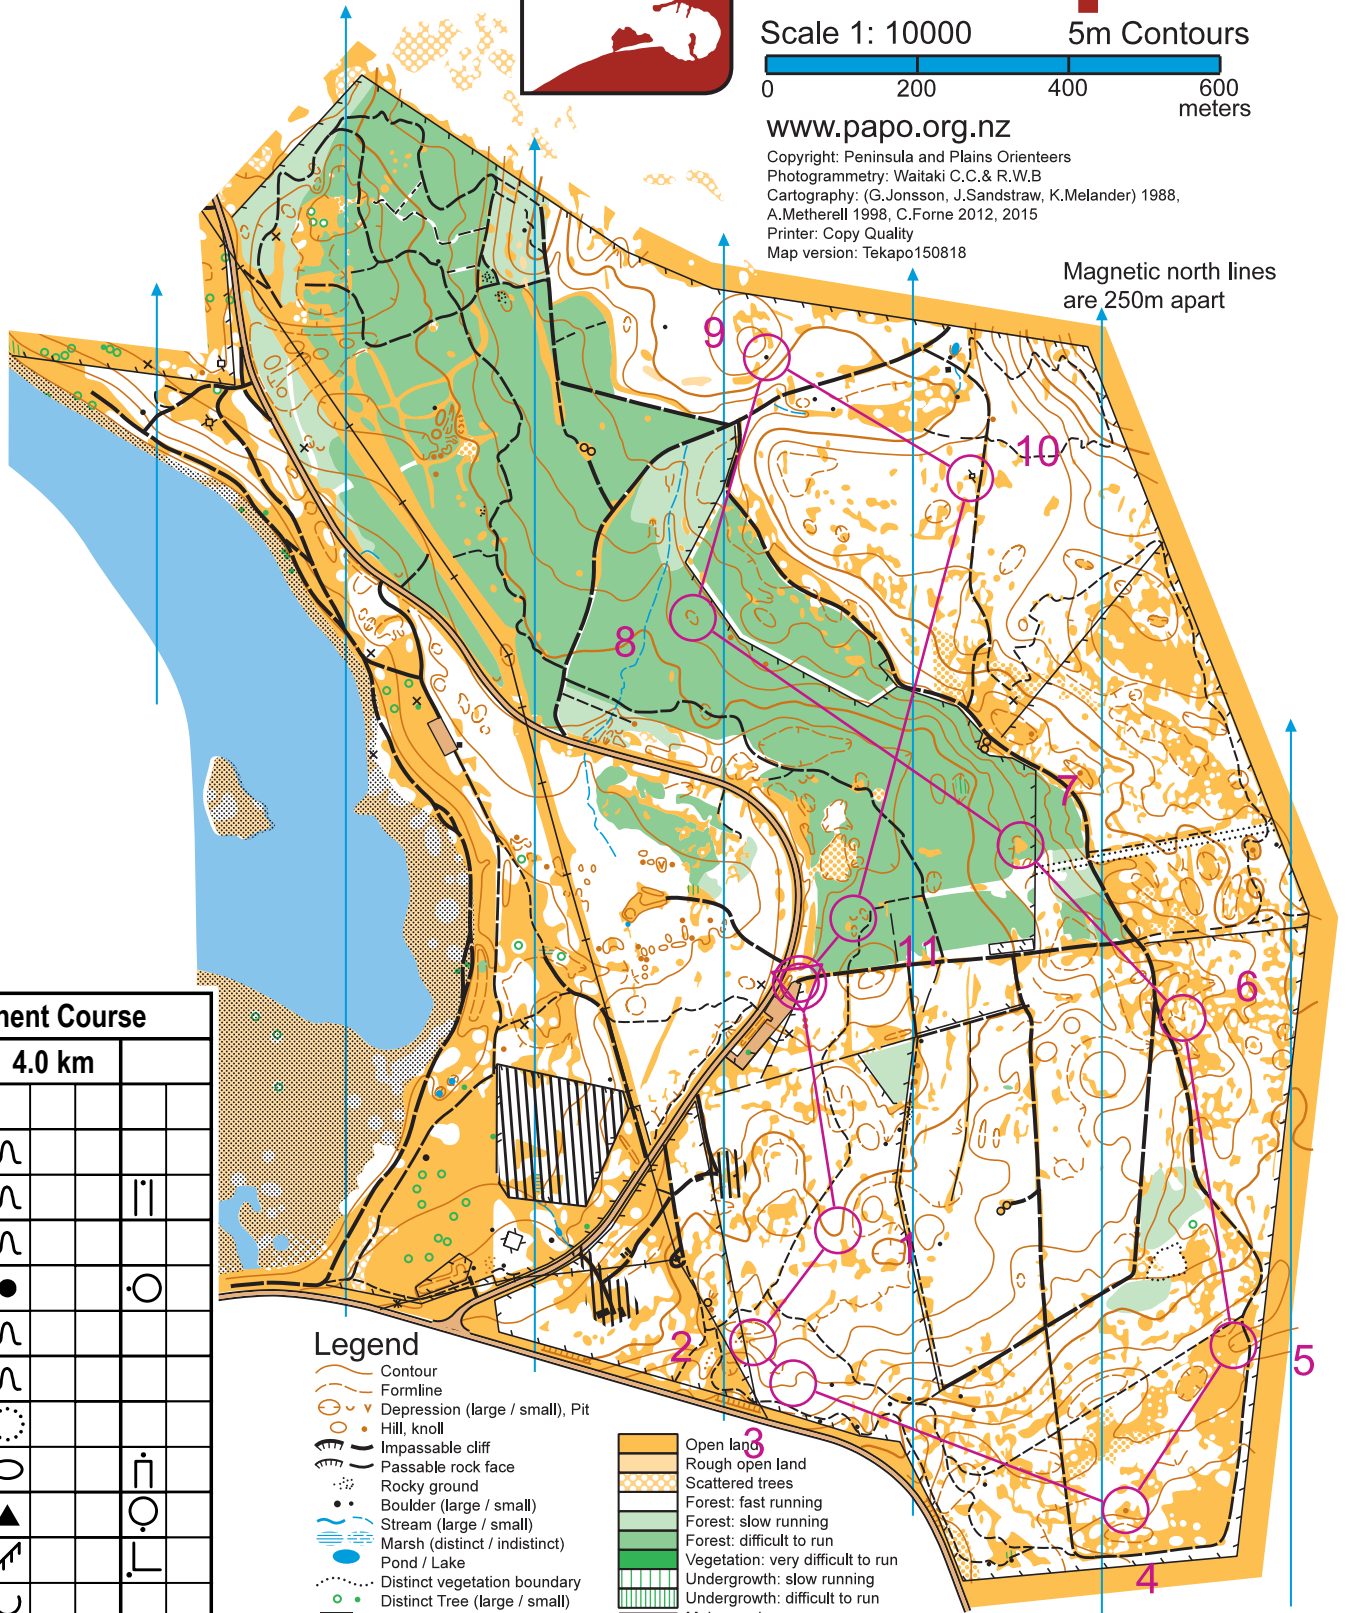 Scale 1: 10000
5m Contours
0
200
400
600
meters
www.papo.org.nz
Copyright: Peninsula and Plains Orienteers
Photogrammetry: Waitaki C.C.& R.W.B
Cartography: (G.Jonsson, J.Sandstraw, K.Melander) 1988,
A.Metherell 1998, C.Forne 2012, 2015
Printer: Copy Quality
Map version: Tekapo150818
Magnetic north lines
are 250m apart
9
10
8
7
11
6
1
2
5
3
4
Course
4.0 km
Legend
Contour
Formline
Depression (large / small), Pit
Hill, knoll
Impassable cliff
Passable rock face
Rocky ground
Boulder (large / small)
Stream (large / small)
Marsh (distinct / indistinct)
Pond / Lake
Distinct vegetation boundary
Distinct Tree (large / small)
Open land
Rough open land
Scattered trees
Forest: fast running
Forest: slow running
Forest: difficult to run
Vegetation: very difficult to run
Undergrowth: slow running
Undergrowth: difficult to run